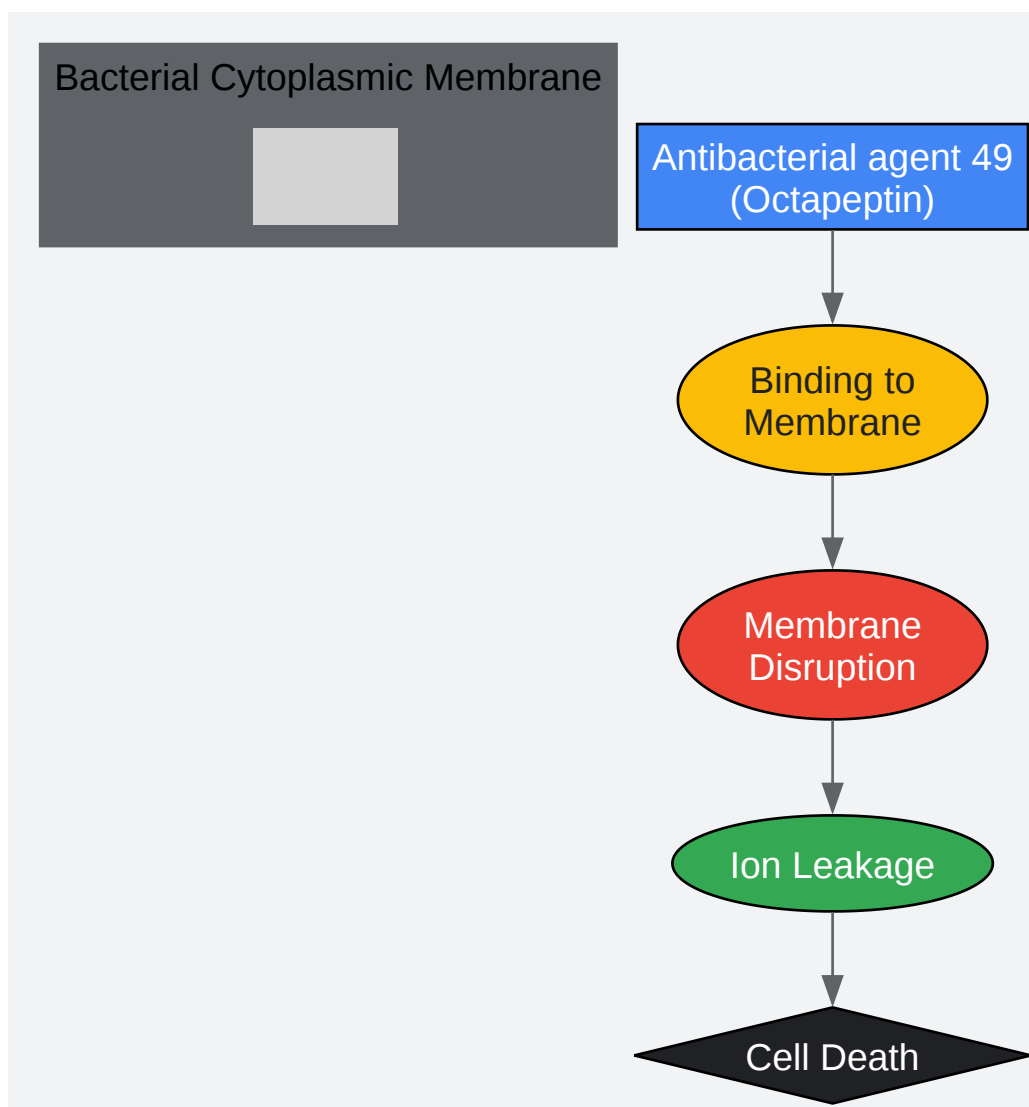 Bacterial Cytoplasmic Membrane
Antibacterial agent 49
(Octapeptin)
Binding to
Membrane
Membrane
Disruption
Ion Leakage
Cell Death